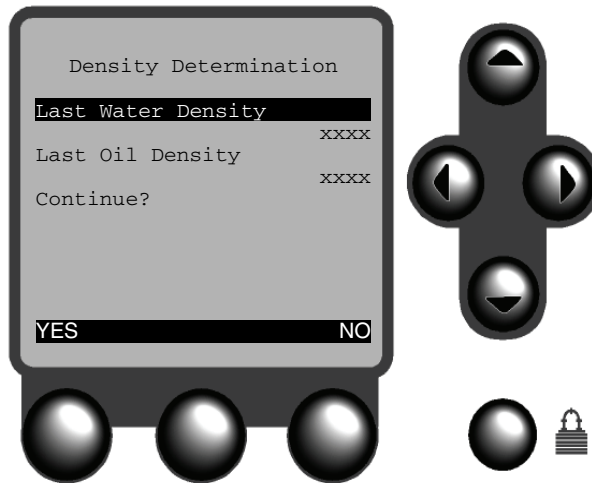 Density Determination
Last Water Density
xxxx
Last Oil Density
xxxx
Continue?
YES NO